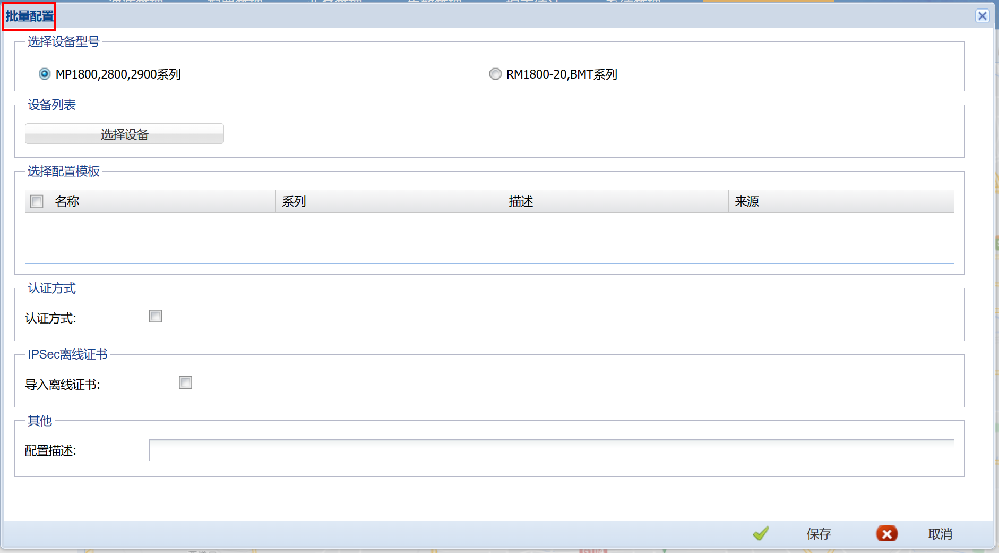 批量配置
选择设备型号
MP1800,2800,2900系列 RM1800-20,BMT系列
设备列表
选择设备
选择配置模板
名称 系列 描述 来源
认证方式
认证方式:
IPSec离线证书
导入离线证书:
其他
配置描述:
保存 取消